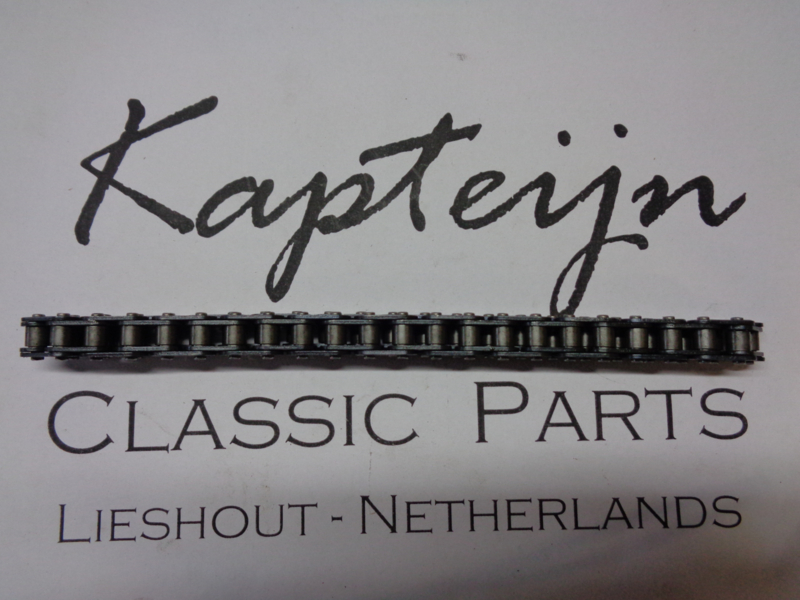 Kapteijn
CLASSIC PARTS
LIESHOUT - NETHERLANDS